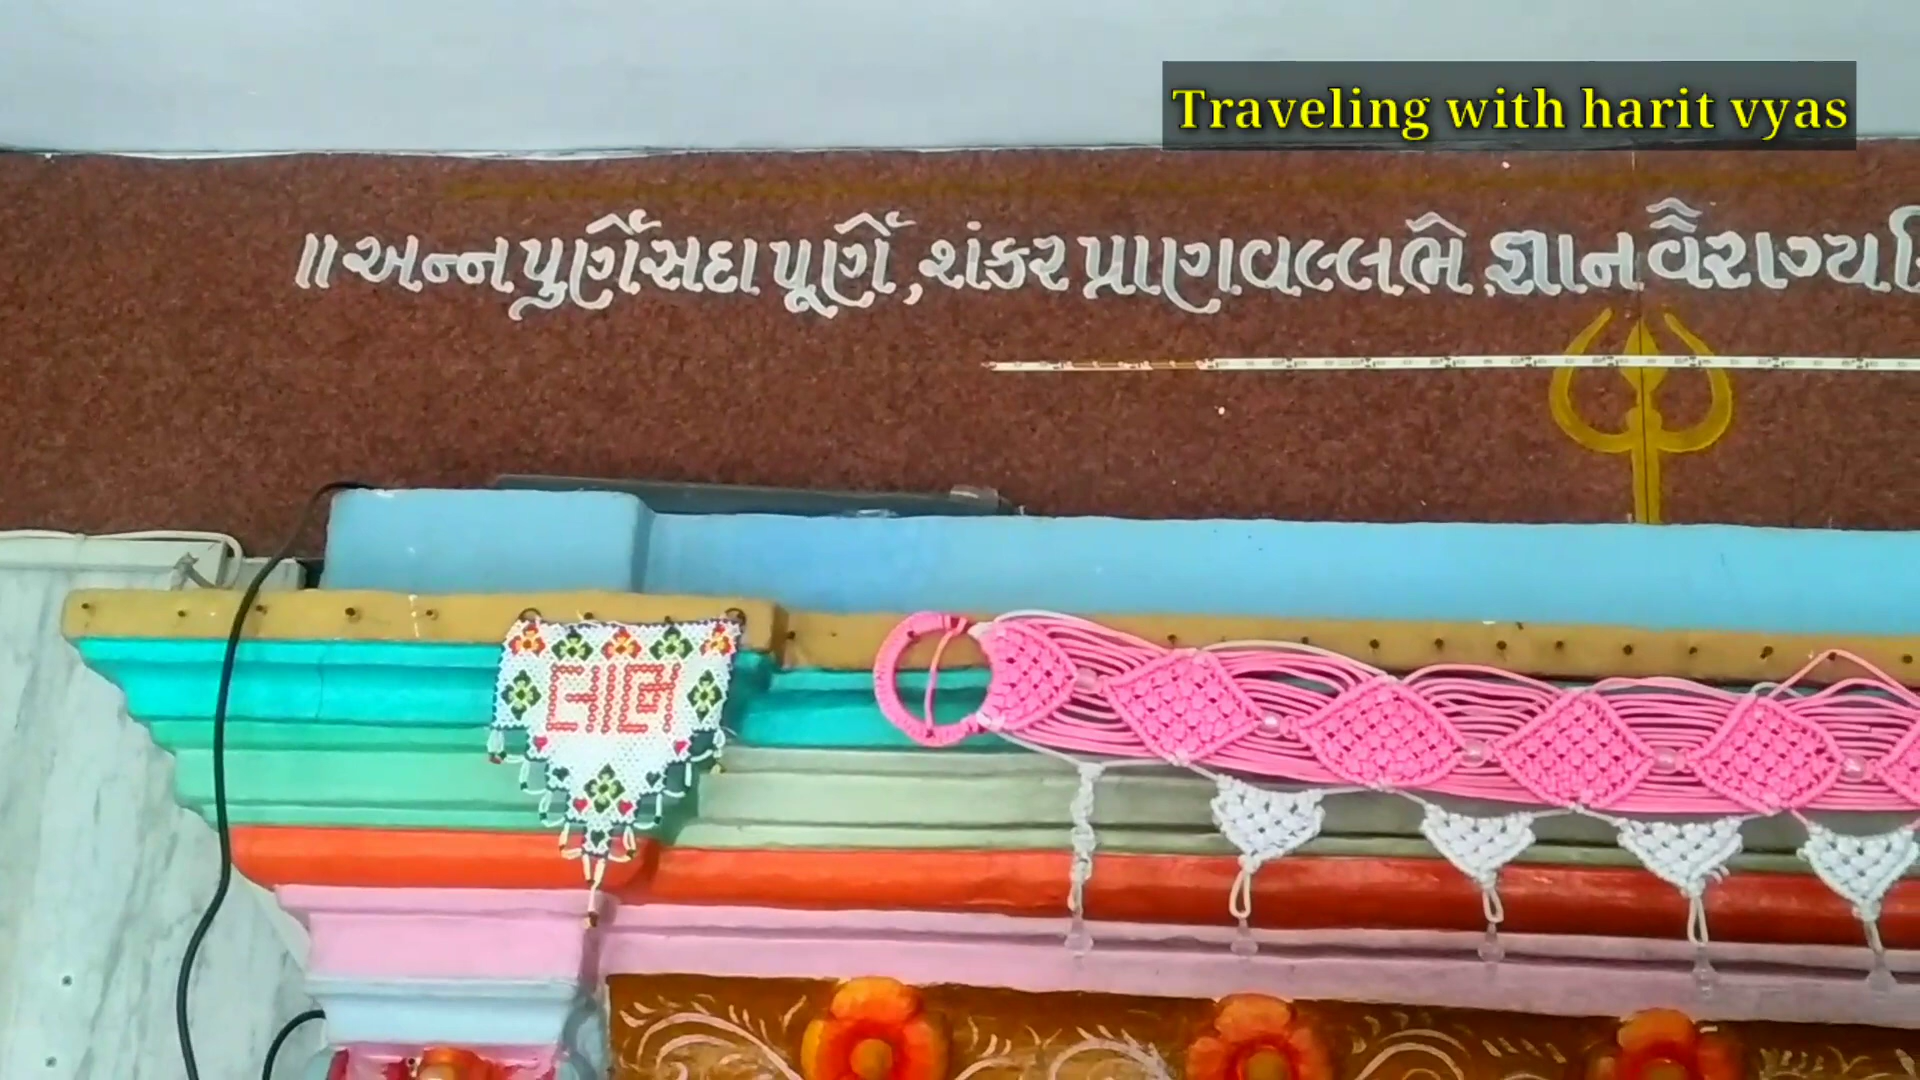 Traveling with harit vyas
॥ અન્નપુર્ણેસદા પૂર્ણે, શંકર પ્રાણવલ્લભે જ્ઞાન વૈરાગ્ય
લાભ